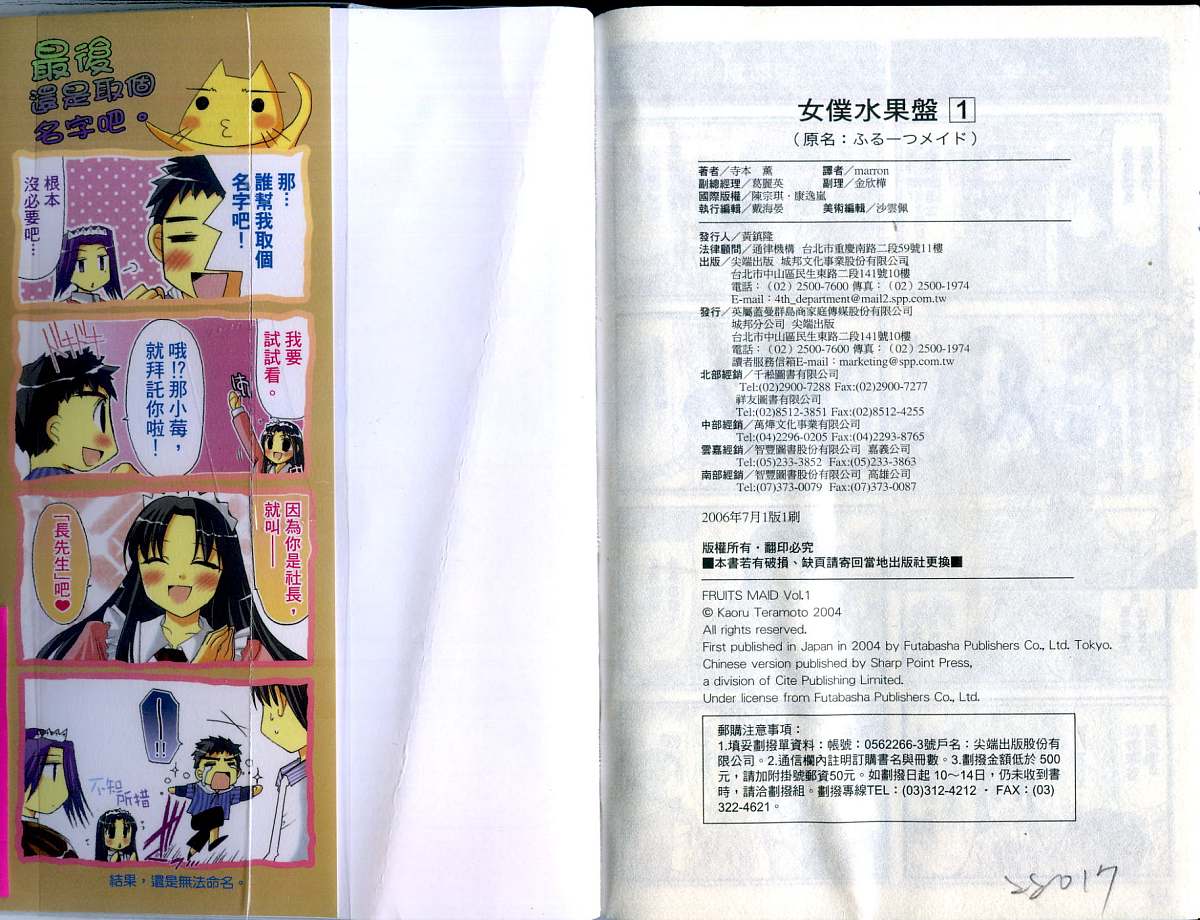 最後
還是取個
名字吧。
那…
誰幫我取個
名字吧！
根本
沒必要吧…
我要
試試看。
哦!?那小莓，
就拜託你啦！
因為你是社長，
就叫——
『長先生』吧♥
不知
所措
結果，還是無法命名。
女僕水果盤 1
（原名：ふるーつメイド）
著者／寺本　薫　譯者／marron
副總經理／葛麗英　副理／金欣樺
國際版權／陳宗琪・康逸嵐
執行編輯／戴海晏　美術編輯／沙雲佩
發行人／黃鎮隆
法律顧問／通律機構 台北市重慶南路二段59號11樓
出版／尖端出版 城邦文化事業股份有限公司
台北市中山區民生東路二段141號10樓
電話：（02）2500-7600 傳真：（02）2500-1974
E-mail：4th_department@mail2.spp.com.tw
發行／英屬蓋曼群島商家庭傳媒股份有限公司
城邦分公司 尖端出版
台北市中山區民生東路二段141號10樓
電話：（02）2500-7600 傳真：（02）2500-1974
讀者服務信箱E-mail：marketing@spp.com.tw
北部經銷／千淞圖書有限公司
Tel:(02)2900-7288 Fax:(02)2900-7277
祥友圖書有限公司
Tel:(02)8512-3851 Fax:(02)8512-4255
中部經銷／萬燁文化事業有限公司
Tel:(04)2296-0205 Fax:(04)2293-8765
雲嘉經銷／智豐圖書股份有限公司 嘉義公司
Tel:(05)233-3852 Fax:(05)233-3863
南部經銷／智豐圖書股份有限公司 高雄公司
Tel:(07)373-0079 Fax:(07)373-0087
2006年7月1版1刷
版權所有・翻印必究
■本書若有破損、缺頁請寄回當地出版社更換■
FRUITS MAID Vol.1
© Kaoru Teramoto 2004
All rights reserved.
First published in Japan in 2004 by Futabasha Publishers Co., Ltd. Tokyo.
Chinese version published by Sharp Point Press,
a division of Cite Publishing Limited.
Under license from Futabasha Publishers Co., Ltd.
郵購注意事項：
1.填妥劃撥單資料：帳號：0562266-3號戶名：尖端出版股份有
限公司。2.通信欄內註明訂購書名與冊數。3.劃撥金額低於 500
元，請加附掛號郵資50元。如劃撥日起 10～14日，仍未收到書
時，請洽劃撥組。劃撥專線TEL：(03)312-4212 ・ FAX：(03)
322-4621。